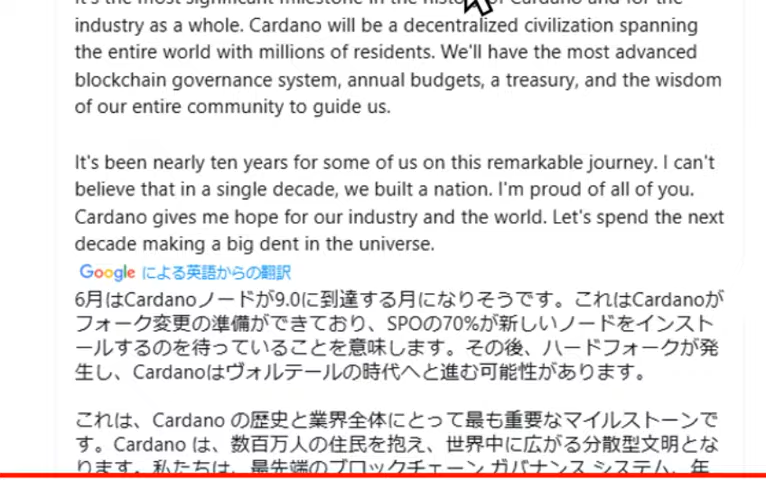 It's the most significant milestone in the history of Cardano and for the
industry as a whole. Cardano will be a decentralized civilization spanning
the entire world with millions of residents. We'll have the most advanced
blockchain governance system, annual budgets, a treasury, and the wisdom
of our entire community to guide us.
It's been nearly ten years for some of us on this remarkable journey. I can't
believe that in a single decade, we built a nation. I'm proud of all of you.
Cardano gives me hope for our industry and the world. Let's spend the next
decade making a big dent in the universe.
Google による英語からの翻訳
6月はCardanoノードが9.0に到達する月になりそうです。これはCardanoが
フォーク変更の準備ができており、SPOの70%が新しいノードをインスト
ールするのを待っていることを意味します。その後、ハードフォークが発
生し、Cardanoはヴォルテールの時代へと進む可能性があります。
これは、Cardano の歴史と業界全体にとって最も重要なマイルストーンで
す。Cardano は、数百万人の住民を抱え、世界中に広がる分散型文明とな
ります。私たちは、最先端のブロックチェーン ガバナンス システム、年